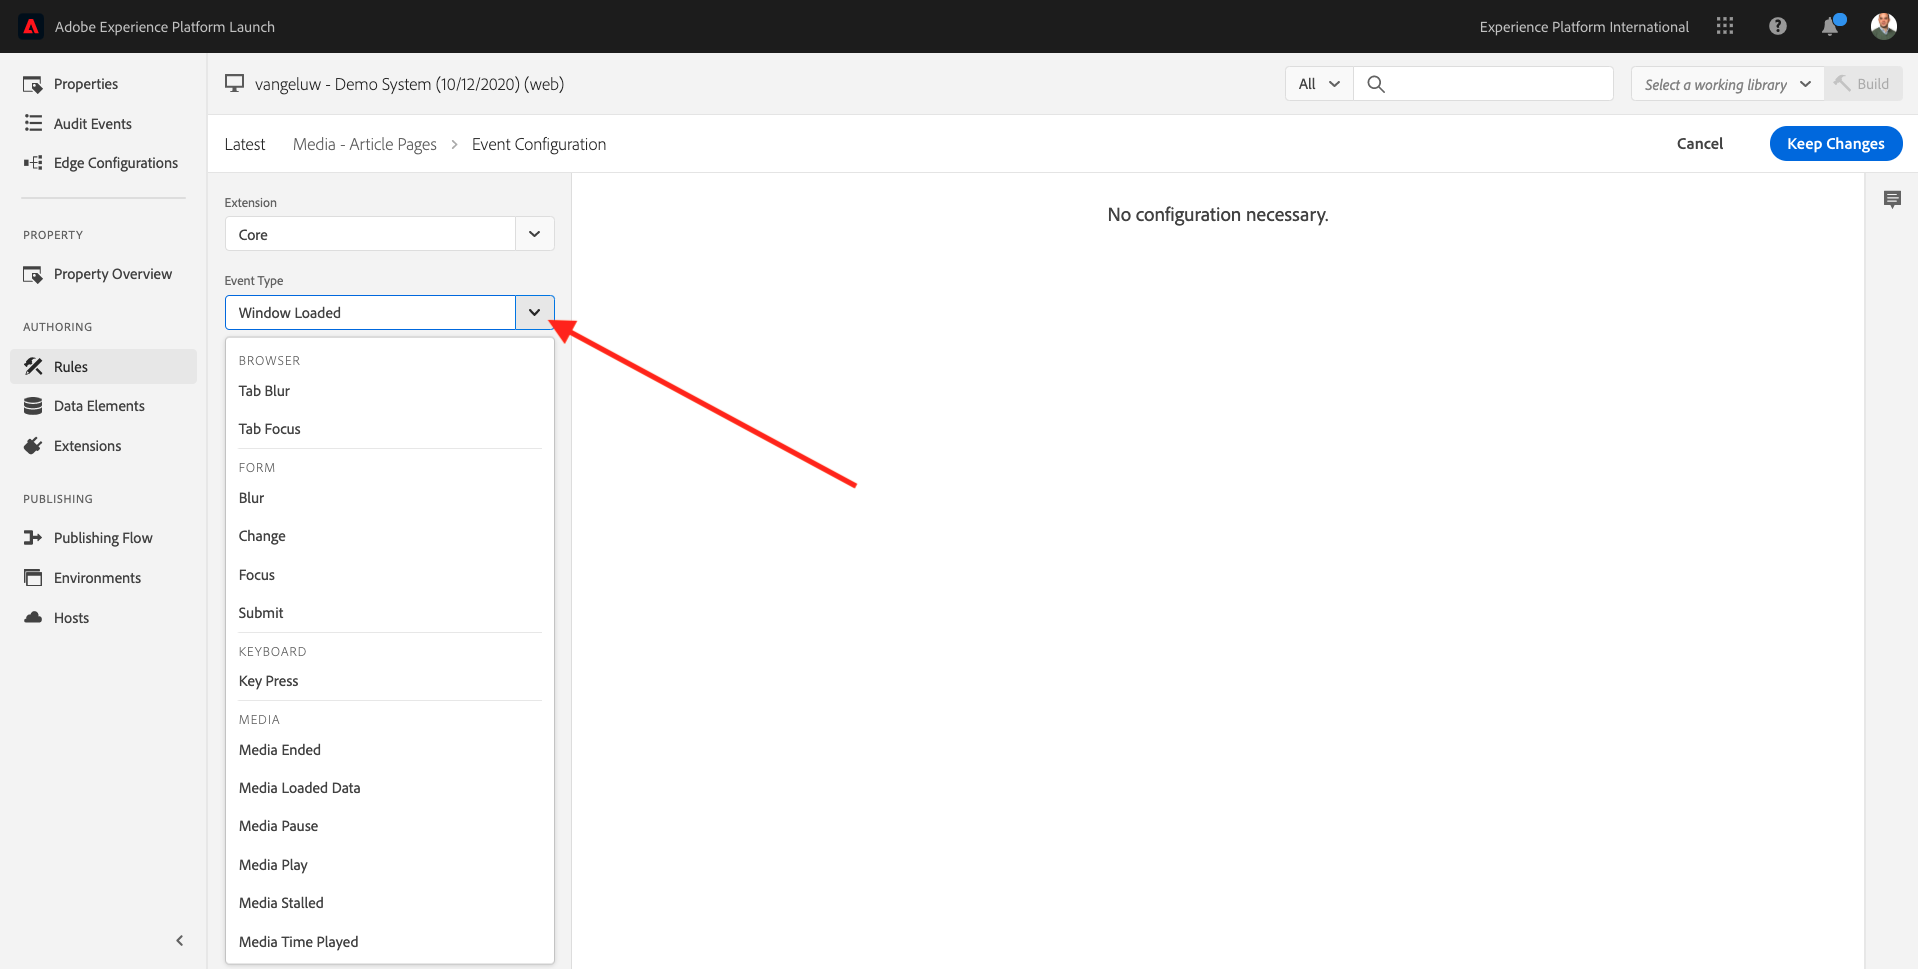 Adobe Experience Platform Launch
Experience Platform International
Properties
Audit Events
Edge Configurations
PROPERTY
Property Overview
AUTHORING
Rules
Data Elements
Extensions
PUBLISHING
Publishing Flow
Environments
Hosts
vangeluw - Demo System (10/12/2020) (web)
All
Select a working library
Build
Latest
Media - Article Pages > Event Configuration
Cancel
Keep Changes
Extension
Core
Event Type
Window Loaded
BROWSER
Tab Blur
Tab Focus
FORM
Blur
Change
Focus
Submit
KEYBOARD
Key Press
MEDIA
Media Ended
Media Loaded Data
Media Pause
Media Play
Media Stalled
Media Time Played
No configuration necessary.